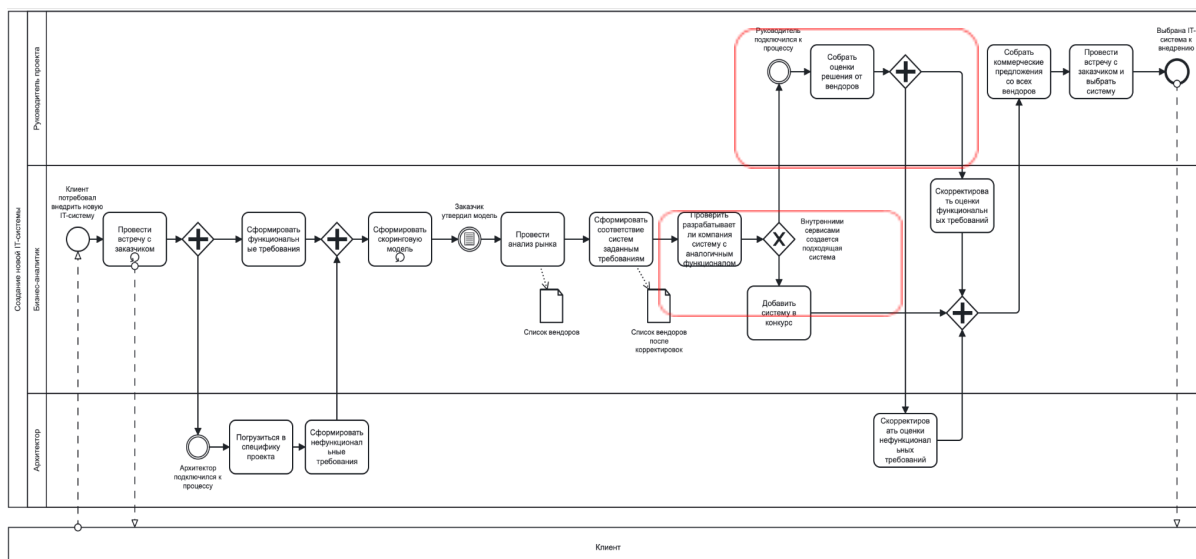 Создание новой IT-системы
Руководитель проекта
Руководитель
подключился к
процессу
Собрать
оценки
решения от
вендоров
Собрать
коммерческие
предложения
со всех
вендоров
Провести
встречу с
заказчиком и
выбрать
систему
Выбрана IT-
система к
внедрению
Бизнес-аналитик
Клиент
потребовал
внедрить новую
IT-систему
Провести
встречу с
заказчиком
Сформировать
функциональн
ые требования
Сформировать
скоринговую
модель
Заказчик
утвердил модель
Провести
анализ рынка
Список вендоров
Сформировать
соответствие
систем
заданным
требованиям
Список вендоров
после
корректировок
Проверить
разрабатывает
ли компания
систему с
аналогичным
функционалом
X
Внутренними
сервисами
создается
подходящая
система
Добавить
систему в
конкурс
Скорректирова
ть оценки
функциональ
ных требований
Архитектор
Архитектор
подключился к
процессу
Погрузиться в
специфику
проекта
Сформировать
нефункционал
ьные
требования
Скорректиров
ать оценки
нефункционал
ьных
требований
Клиент